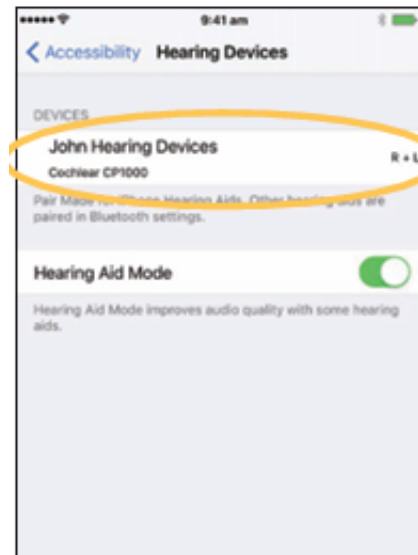 9:41 am
Accessibility Hearing Devices
DEVICES
John Hearing Devices
R + L
Cochlear CP1000
Pair Made for iPhone Hearing Aids. Other hearing aids are
paired in Bluetooth settings.
Hearing Aid Mode
Hearing Aid Mode improves audio quality with some hearing
aids.